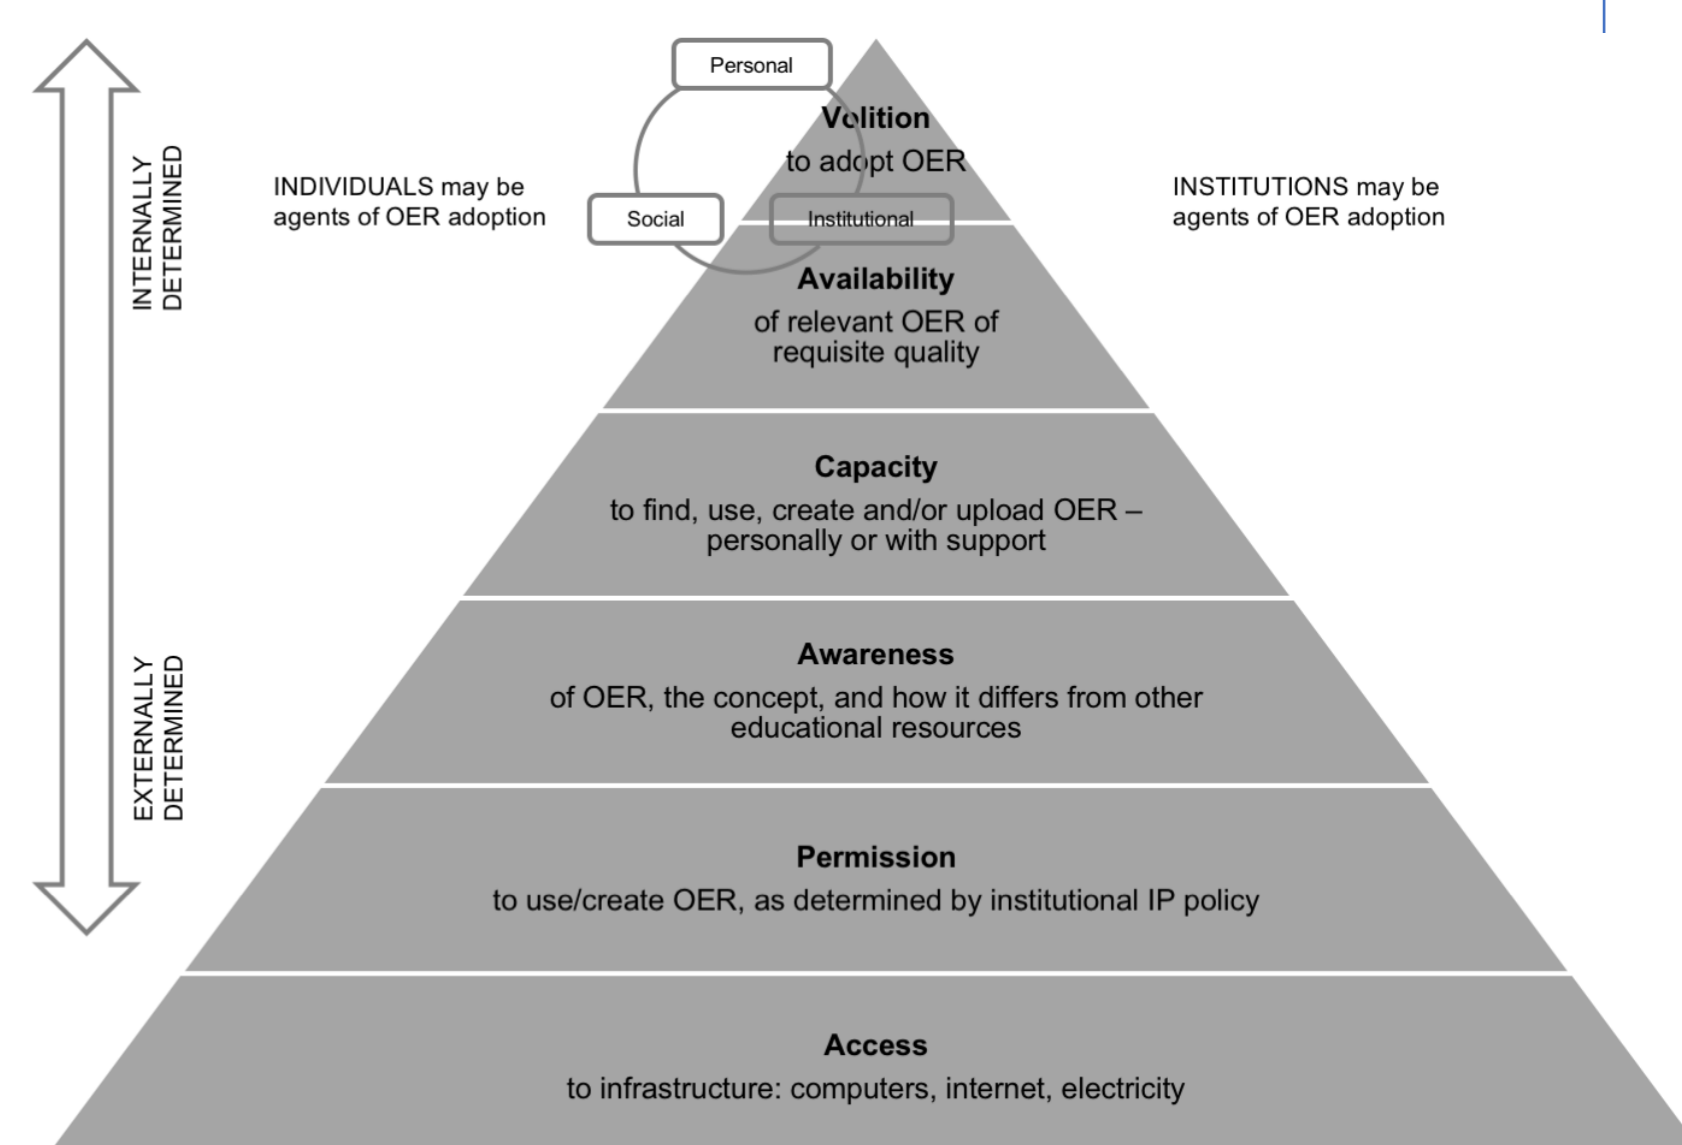 Personal
Volition
to adopt OER
INTERNALLY
DETERMINED
INDIVIDUALS may be
agents of OER adoption
INSTITUTIONS may be
agents of OER adoption
Social
Institutional
Availability
of relevant OER of
requisite quality
Capacity
to find, use, create and/or upload OER –
personally or with support
Awareness
of OER, the concept, and how it differs from other
educational resources
EXTERNALLY
DETERMINED
Permission
to use/create OER, as determined by institutional IP policy
Access
to infrastructure: computers, internet, electricity